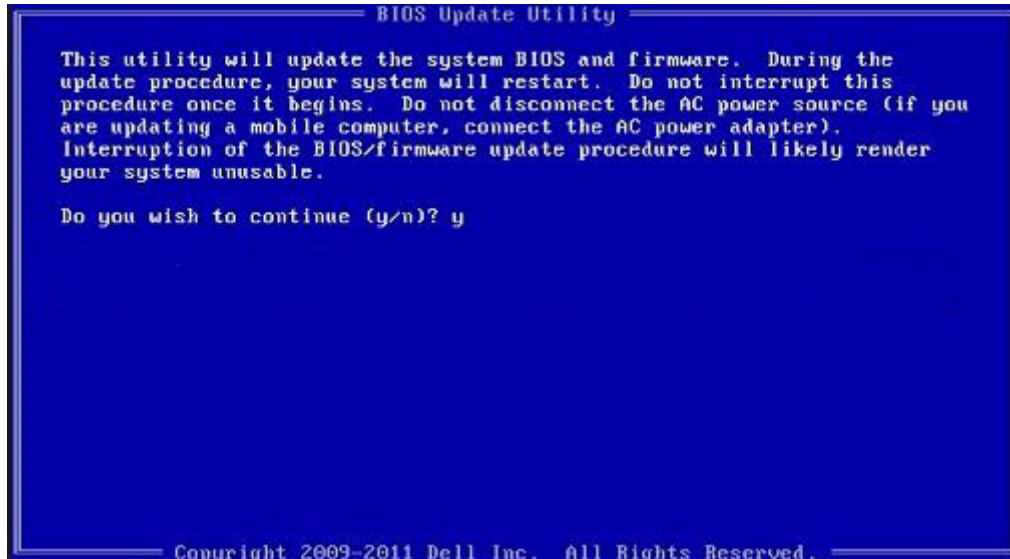 BIOS Update Utility
This utility will update the system BIOS and firmware. During the
update procedure, your system will restart. Do not interrupt this
procedure once it begins. Do not disconnect the AC power source (if you
are updating a mobile computer, connect the AC power adapter).
Interruption of the BIOS/firmware update procedure will likely render
your system unusable.
Do you wish to continue (y/n)? y
Copyright 2009-2011 Dell Inc. All Rights Reserved.